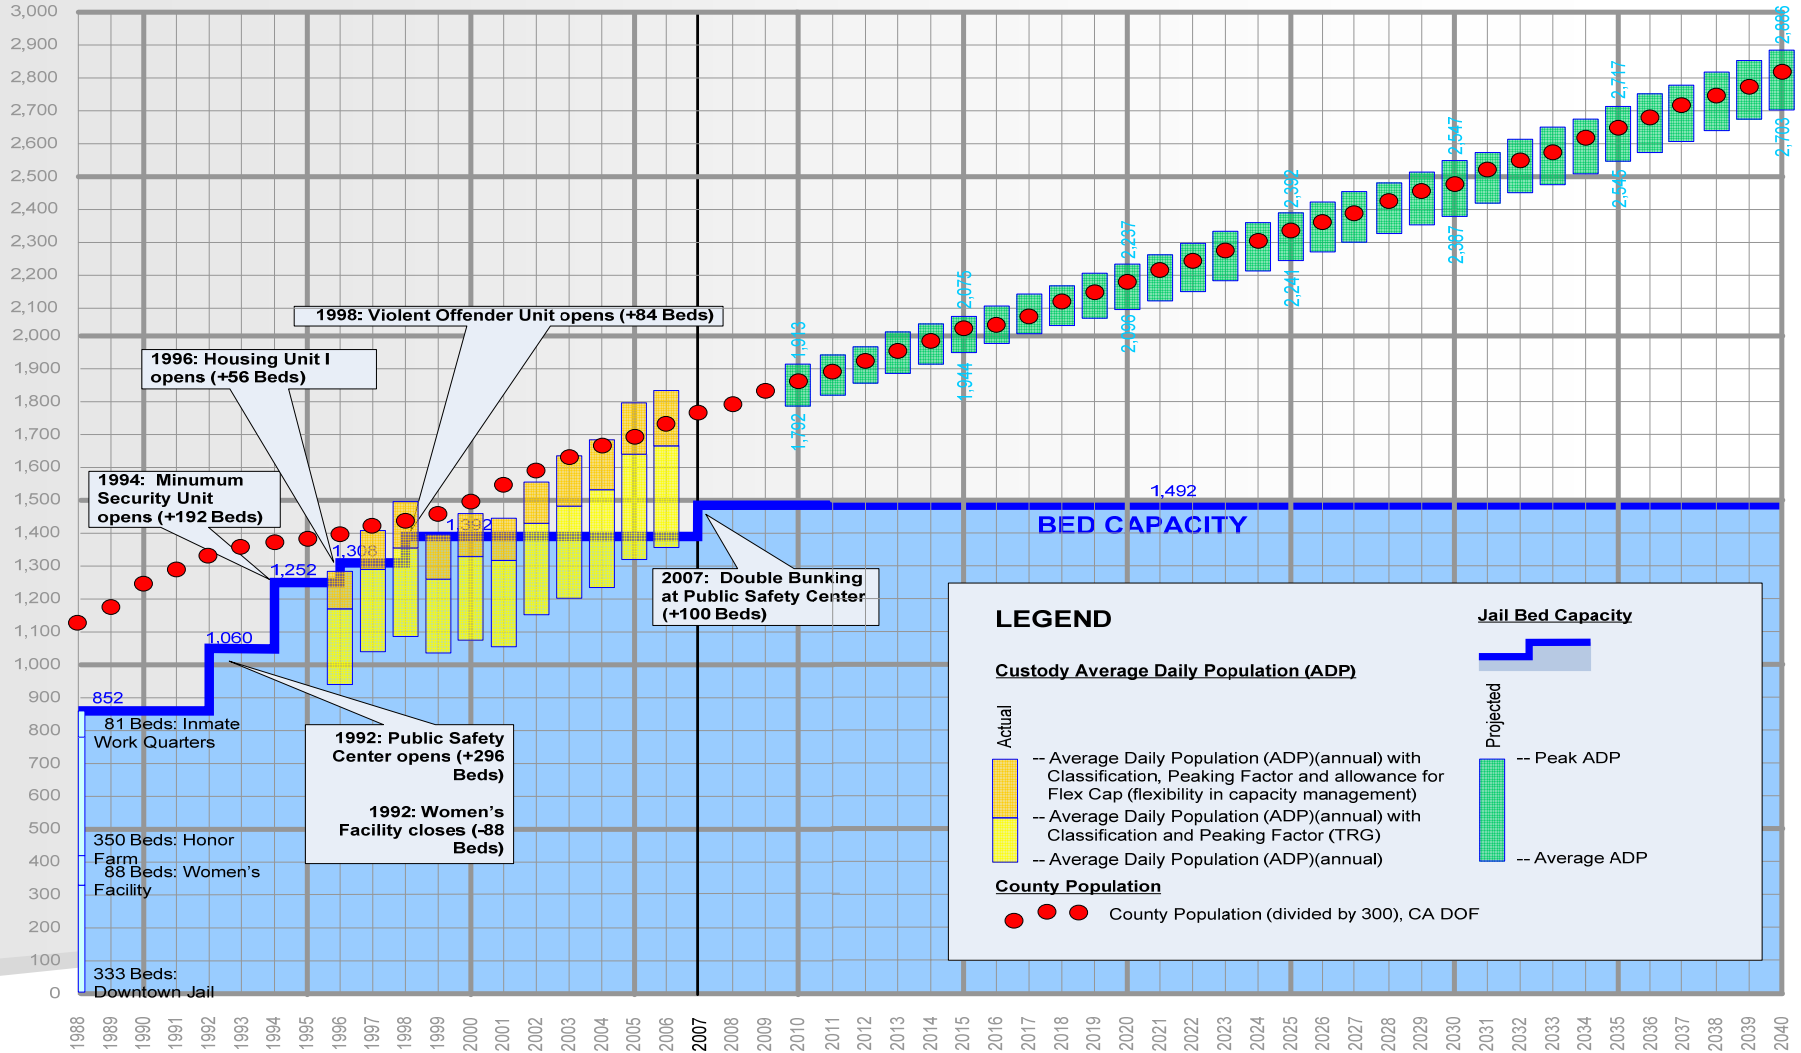 3,000
2,900
2,800
2,700
2,600
2,500
2,400
2,300
2,200
2,100
2,000
1,900
1,800
1,700
1,600
1,500
1,400
1,300
1,200
1,100
1,000
900
800
700
600
500
400
300
200
100
0
1998: Violent Offender Unit opens (+84 Beds)
1996: Housing Unit I
opens (+56 Beds)
1994: Minumum
Security Unit
opens (+192 Beds)
2007: Double Bunking
at Public Safety Center
(+100 Beds)
1992: Public Safety
Center opens (+296
Beds)
1992: Women's
Facility closes (-88
Beds)
852
1,060
1,252
1,308
1,392
1,492
BED CAPACITY
81 Beds: Inmate
Work Quarters
350 Beds: Honor
Farm
88 Beds: Women's
Facility
333 Beds:
Downtown Jail
1,792
1,944
2,075
2,241
2,307
2,547
2,717
LEGEND
Custody Average Daily Population (ADP)
Actual
-- Average Daily Population (ADP)(annual) with
Classification, Peaking Factor and allowance for
Flex Cap (flexibility in capacity management)
-- Average Daily Population (ADP)(annual) with
Classification and Peaking Factor (TRG)
-- Average Daily Population (ADP)(annual)
County Population
County Population (divided by 300), CA DOF
Jail Bed Capacity
Projected
-- Peak ADP
-- Average ADP
1988
1989
1990
1991
1992
1993
1994
1995
1996
1997
1998
1999
2000
2001
2002
2003
2004
2005
2006
2007
2008
2009
2010
2011
2012
2013
2014
2015
2016
2017
2018
2019
2020
2021
2022
2023
2024
2025
2026
2027
2028
2029
2030
2031
2032
2033
2034
2035
2036
2037
2038
2039
2040